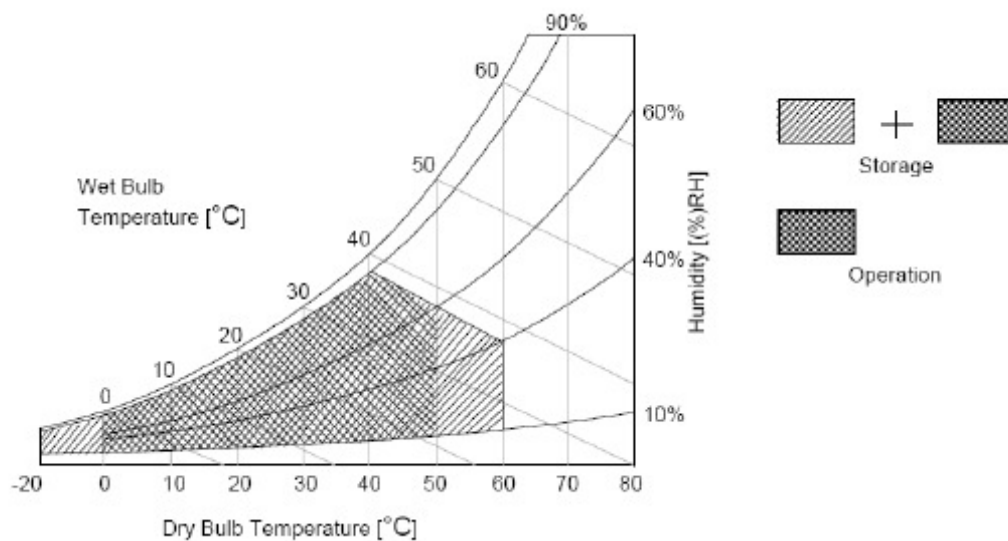 90%
60
60%
50
Wet Bulb
Temperature [°C]
40
40%
30
20
10
0
10%
Humidity [(%)RH]
-20 0 10 20 30 40 50 60 70 80
Dry Bulb Temperature [°C]
+
Storage
Operation